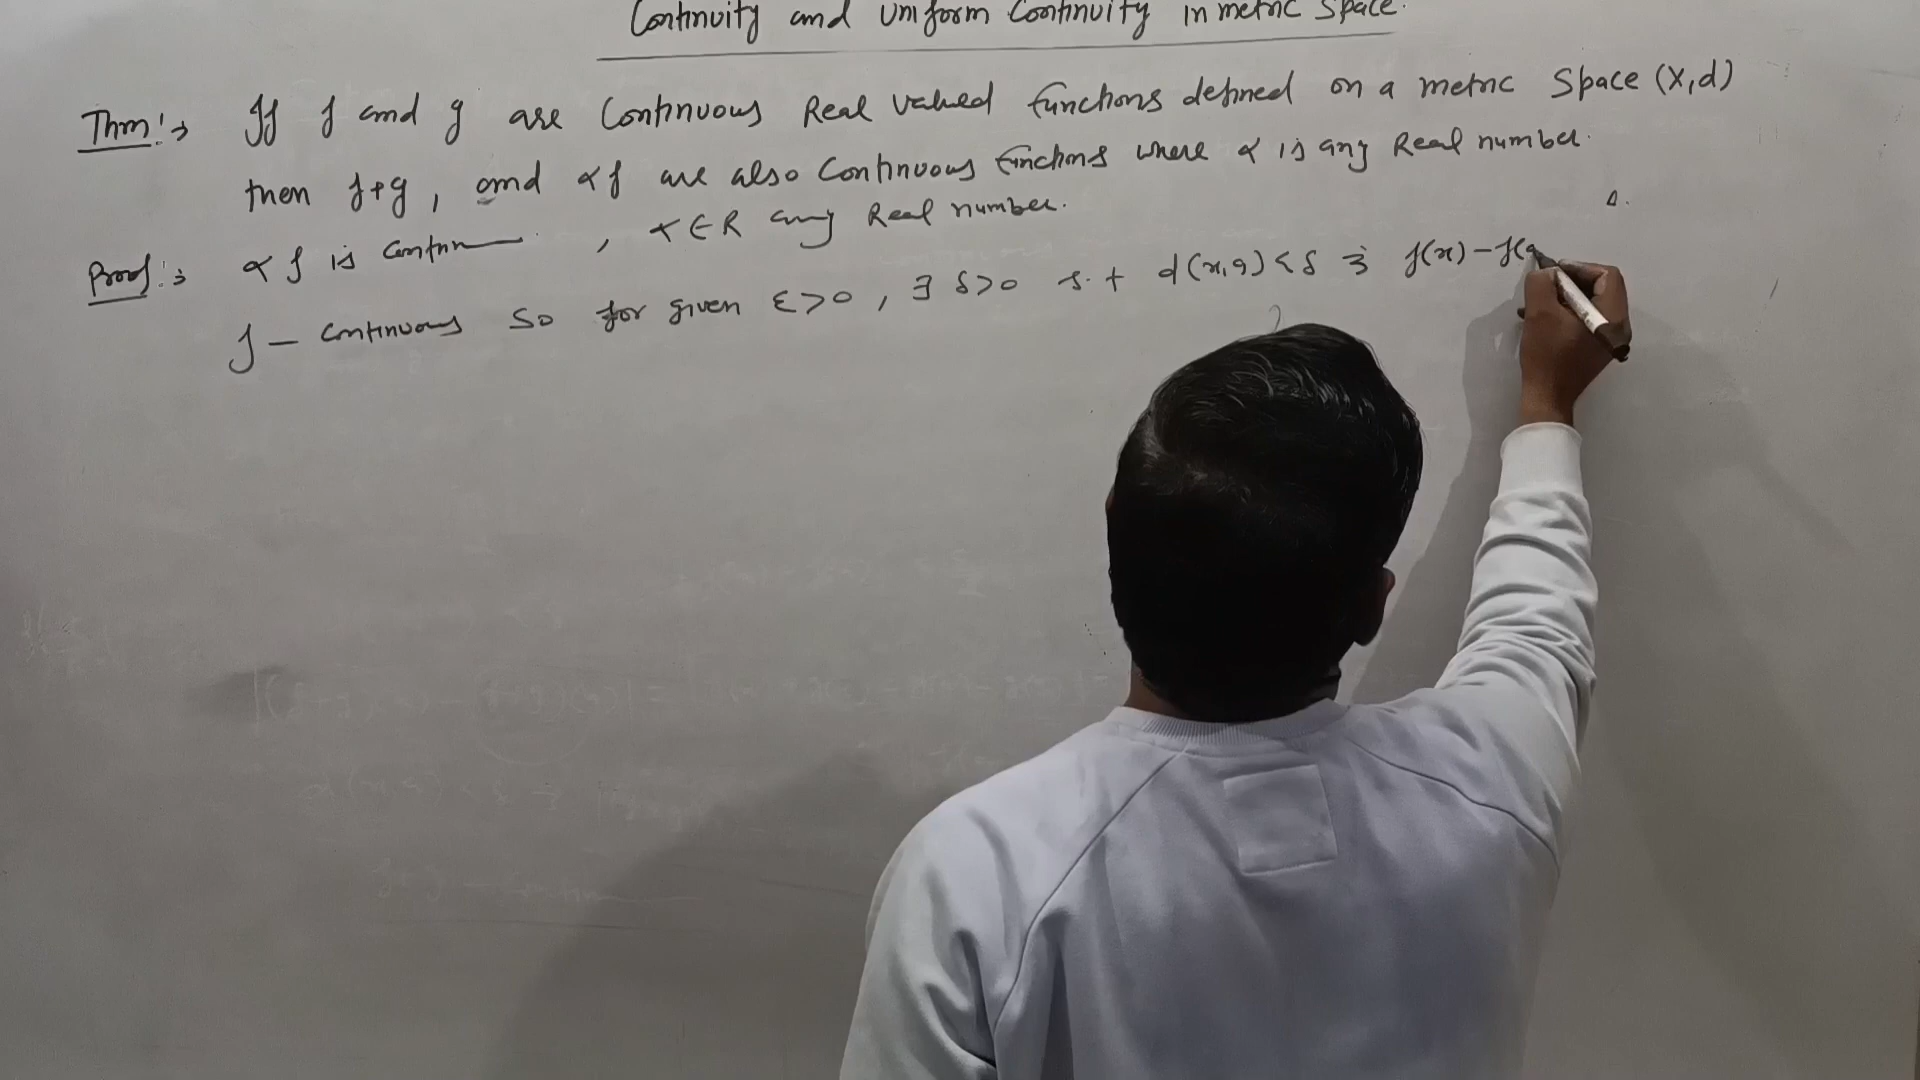 Continuity and Uniform Continuity in metric Space.
Thm:→ If f and g are Continuous Real valued functions defined on a metric Space (X,d)
then f+g, and αf are also Continuous functions where α is any Real number.
Proof:→ αf is contin , α∈R any Real number.
f — continuous so for given ε>0, ∃ δ>0 s.t d(x,a)<δ ⇒ f(x)-f(a